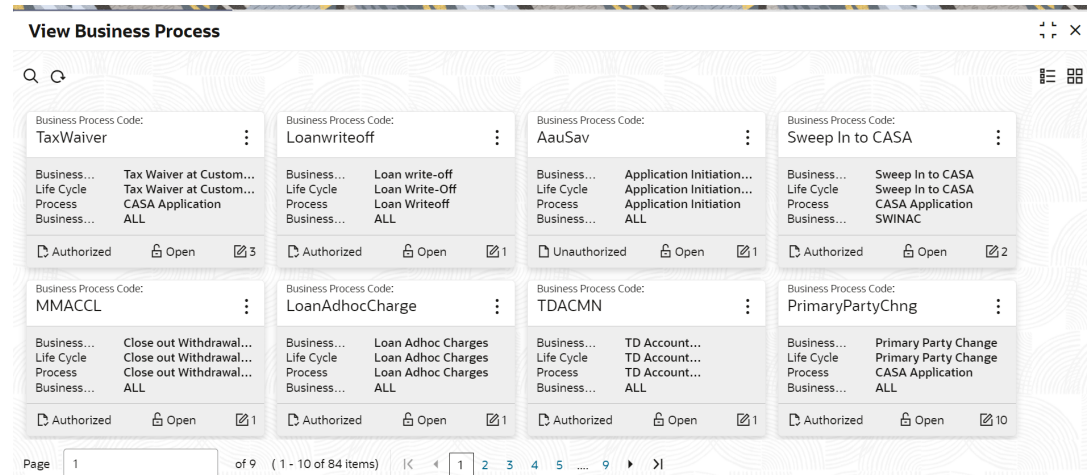 View Business Process
Business Process Code:
TaxWaiver
Business... Tax Waiver at Custom...
Life Cycle Tax Waiver at Custom...
Process CASA Application
Business... ALL
Authorized Open 3
Business Process Code:
Loanwriteoff
Business... Loan write-off
Life Cycle Loan Write-Off
Process Loan Writeoff
Business... ALL
Authorized Open 1
Business Process Code:
AauSav
Business... Application Initiation...
Life Cycle Application Initiation...
Process Application Initiation
Business... ALL
Unauthorized Open 1
Business Process Code:
Sweep In to CASA
Business... Sweep In to CASA
Life Cycle Sweep In to CASA
Process CASA Application
Business... SWINAC
Authorized Open 2
Business Process Code:
MMACCL
Business... Close out Withdrawal...
Life Cycle Close out Withdrawal...
Process Close out Withdrawal...
Business... ALL
Authorized Open 1
Business Process Code:
LoanAdhocCharge
Business... Loan Adhoc Charges
Life Cycle Loan Adhoc Charges
Process Loan Adhoc Charges
Business... ALL
Authorized Open 1
Business Process Code:
TDACMN
Business... TD Account...
Life Cycle TD Account...
Process TD Account...
Business... ALL
Authorized Open 1
Business Process Code:
PrimaryPartyChng
Business... Primary Party Change
Life Cycle Primary Party Change
Process CASA Application
Business... ALL
Authorized Open 10
Page 1 of 9 (1 - 10 of 84 items) 1 2 3 4 5 .... 9